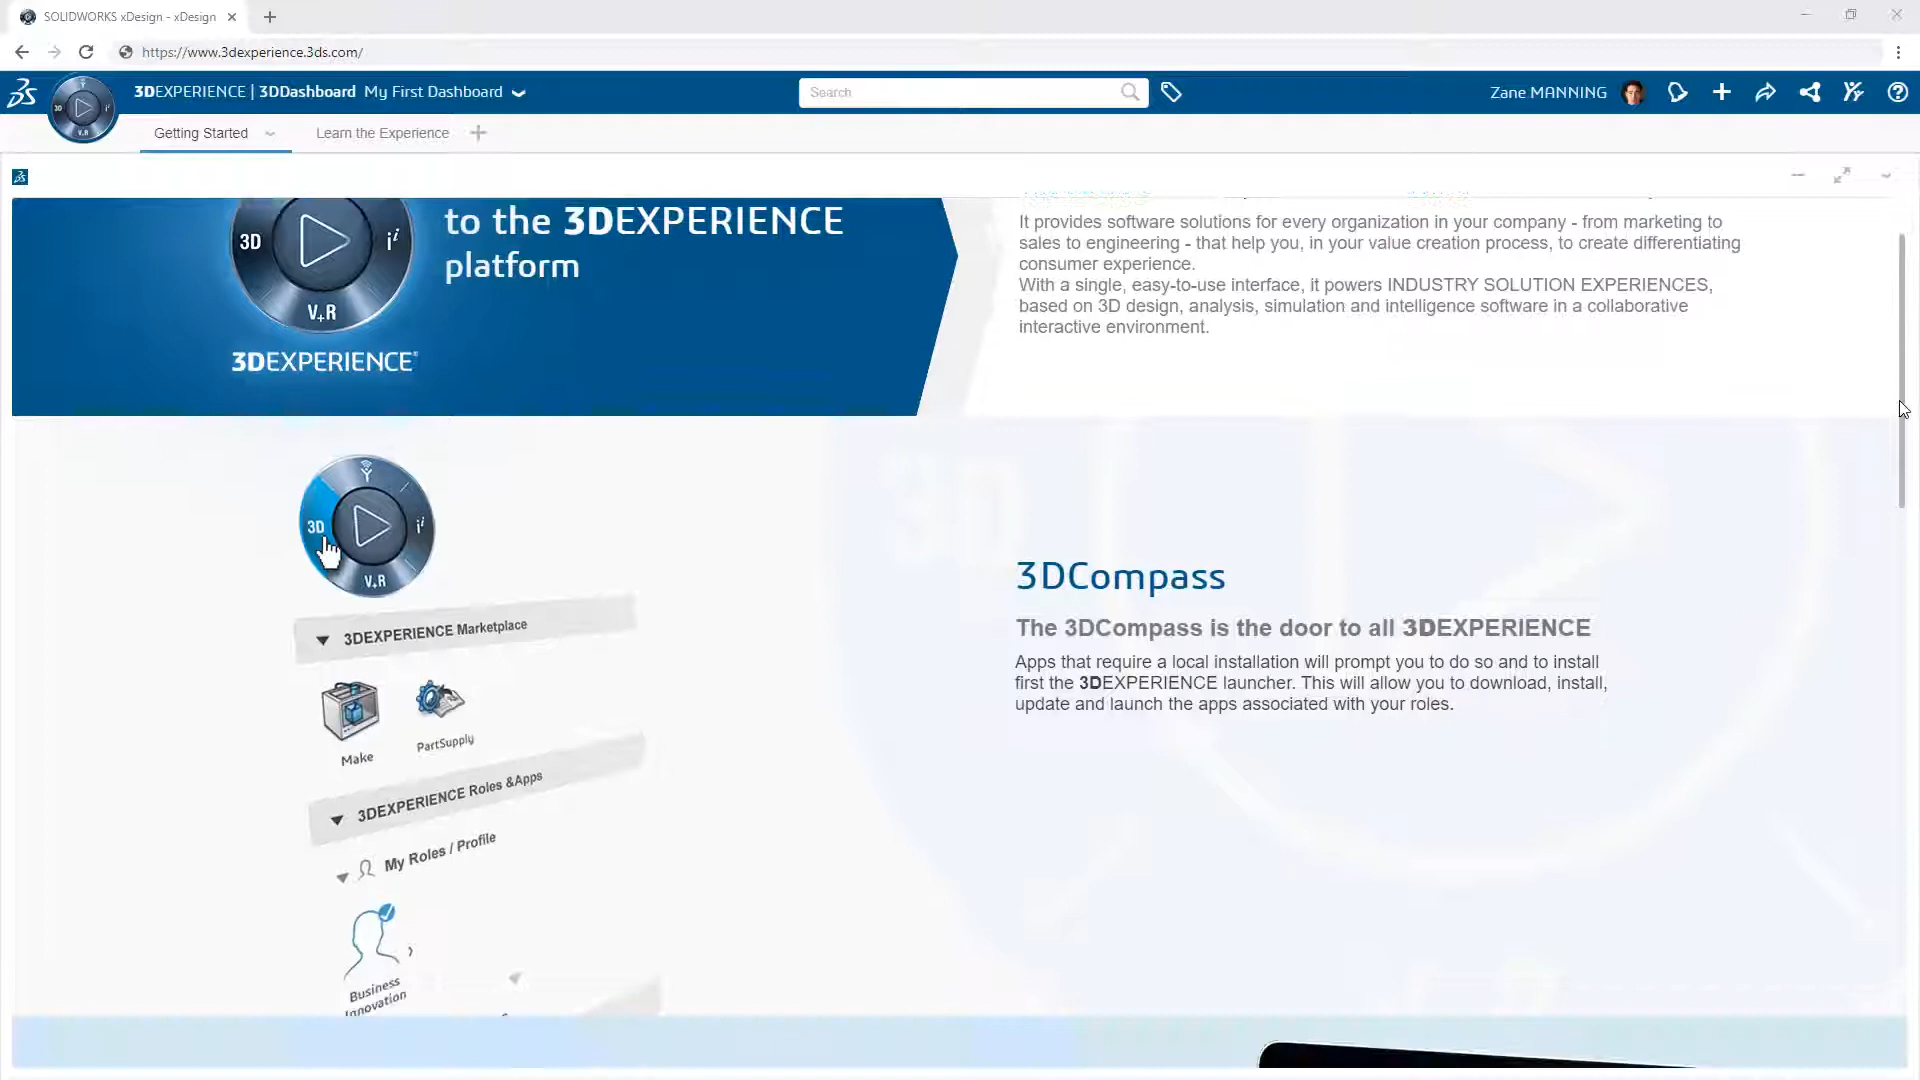 SOLIDWORKS xDesign - xDesign
https://www.3dexperience.3ds.com/
3DEXPERIENCE | 3DDashboard My First Dashboard
Search
Zane MANNING
3D
V.R
Getting Started
Learn the Experience
to the 3DEXPERIENCE
platform
3D
V+R
3DEXPERIENCE®
It provides software solutions for every organization in your company - from marketing to
sales to engineering - that help you, in your value creation process, to create differentiating
consumer experience.
With a single, easy-to-use interface, it powers INDUSTRY SOLUTION EXPERIENCES,
based on 3D design, analysis, simulation and intelligence software in a collaborative
interactive environment.
3D
V+R
3DEXPERIENCE Marketplace
Make
PartSupply
3DEXPERIENCE Roles &Apps
My Roles / Profile
Business
Innovation
3DCompass
The 3DCompass is the door to all 3DEXPERIENCE
Apps that require a local installation will prompt you to do so and to install
first the 3DEXPERIENCE launcher. This will allow you to download, install,
update and launch the apps associated with your roles.